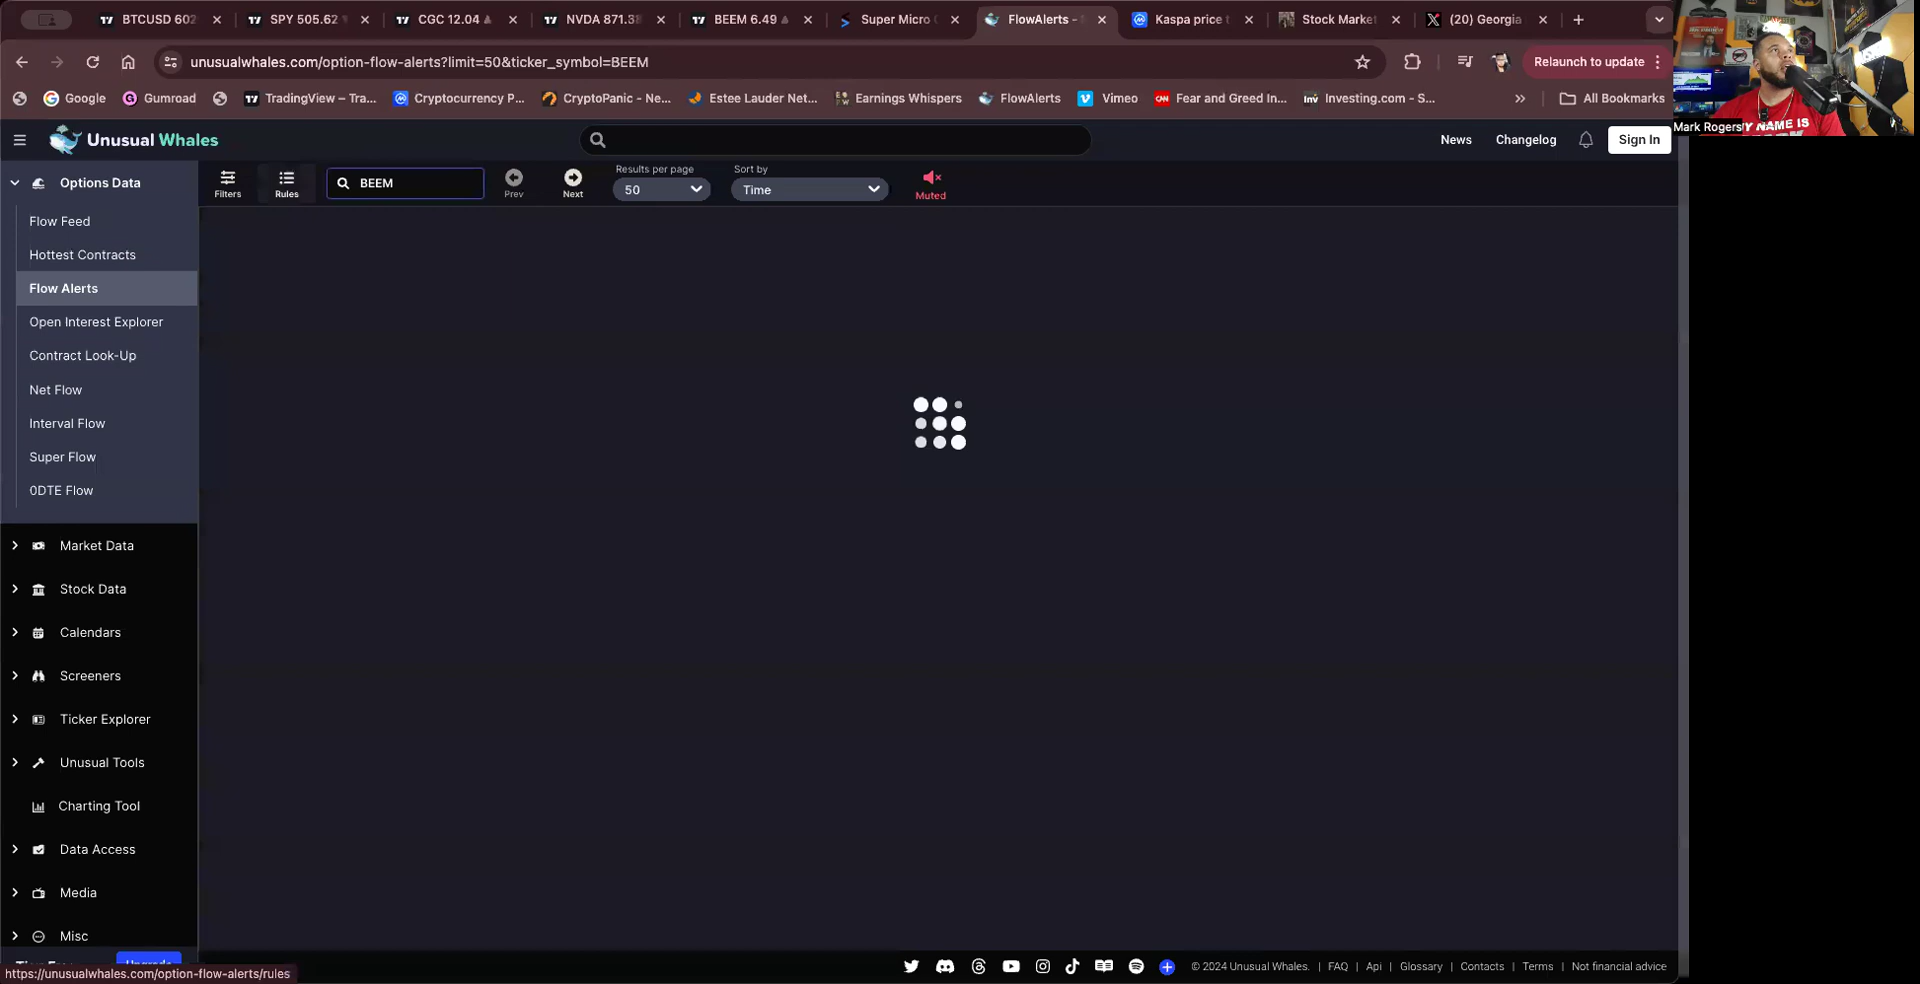 BTCUSD 602
SPY 505.62
CGC 12.04
NVDA 871.38
BEEM 6.49
Super Micro
FlowAlerts -
Kaspa price t
Stock Market
(20) Georgia
unusualwhales.com/option-flow-alerts?limit=50&ticker_symbol=BEEM
Relaunch to update
Google
Gumroad
TradingView – Tra...
Cryptocurrency P...
CryptoPanic - Ne...
Estee Lauder Net...
Earnings Whispers
FlowAlerts
Vimeo
Fear and Greed In...
Investing.com - S...
All Bookmarks
Mark Rogers
Y NAME IS
Unusual Whales
News
Changelog
Sign In
Options Data
Filters
Rules
BEEM
Prev
Next
Results per page
50
Sort by
Time
Muted
Flow Feed
Hottest Contracts
Flow Alerts
Open Interest Explorer
Contract Look-Up
Net Flow
Interval Flow
Super Flow
0DTE Flow
Market Data
Stock Data
Calendars
Screeners
Ticker Explorer
Unusual Tools
Charting Tool
Data Access
Media
Misc
Upgrade
https://unusualwhales.com/option-flow-alerts/rules
© 2024 Unusual Whales. | FAQ | Api | Glossary | Contacts | Terms | Not financial advice